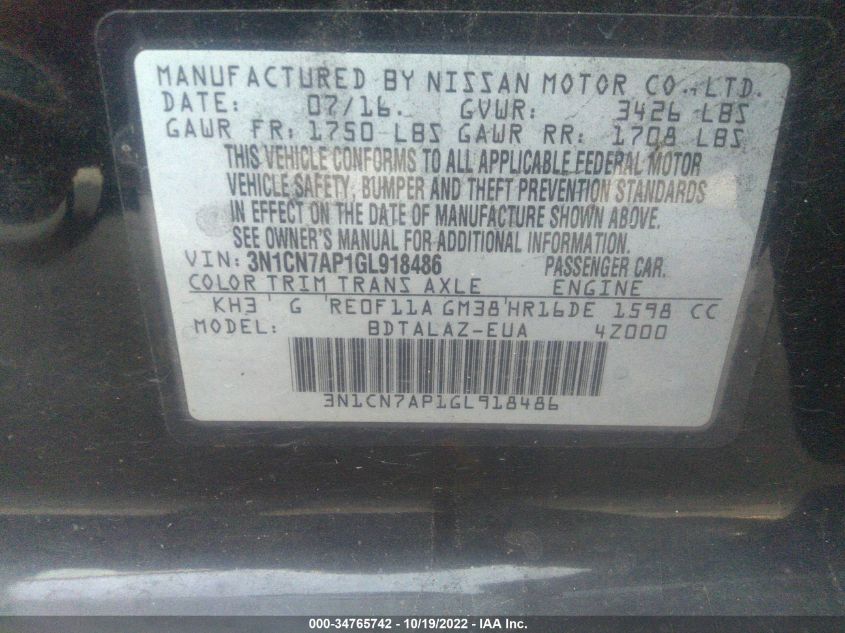 MANUFACTURED BY NISSAN MOTOR CO., LTD.
DATE: 07/16. GVWR: 3426 LBS
GAWR FR: 1750 LBS GAWR RR: 1708 LBS
THIS VEHICLE CONFORMS TO ALL APPLICABLE FEDERAL MOTOR
VEHICLE SAFETY, BUMPER AND THEFT PREVENTION STANDARDS
IN EFFECT ON THE DATE OF MANUFACTURE SHOWN ABOVE.
SEE OWNER'S MANUAL FOR ADDITIONAL INFORMATION.
VIN: 3N1CN7AP1GL918486 PASSENGER CAR.
COLOR TRIM TRANS AXLE ENGINE
KH3 G RE0F11A GM38 HR16DE 1598 CC
MODEL: BDTALAZ-EUA 4Z000
3N1CN7AP1GL918486
000-34765742 - 10/19/2022 - IAA Inc.